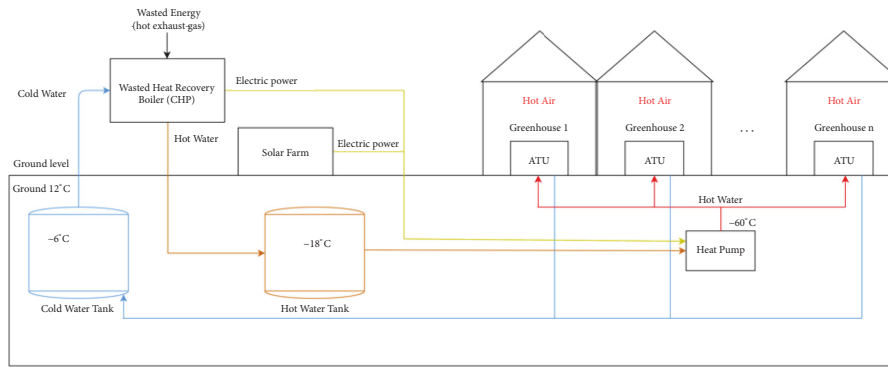 Wasted Energy
(hot exhaust-gas)
Wasted Heat Recovery
Boiler (CHP)
Cold Water
Electric power
Hot Water
Solar Farm
Electric power
Ground level
Ground 12°C
~6°C
Cold Water Tank
~18°C
Hot Water Tank
Hot Air
Greenhouse 1
ATU
Hot Air
Greenhouse 2
ATU
...
Hot Air
Greenhouse n
ATU
Hot Water
~60°C
Heat Pump